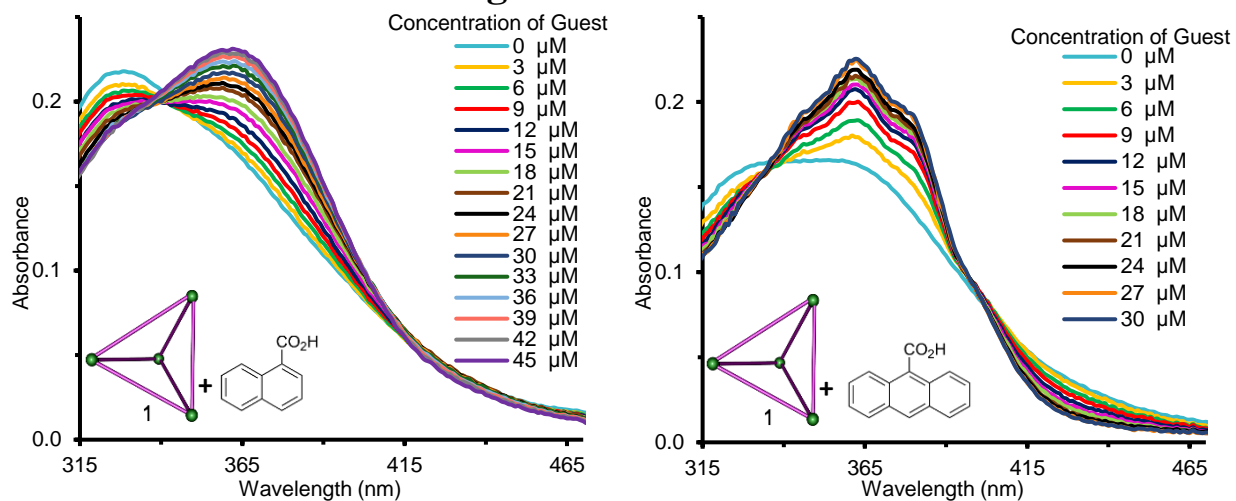 g
Concentration of Guest
0 µM
3 µM
6 µM
9 µM
12 µM
15 µM
18 µM
21 µM
24 µM
27 µM
30 µM
33 µM
36 µM
39 µM
42 µM
45 µM
0.2
0.1
0.0
Absorbance
CO₂H
+
1
315
365
415
465
Wavelength (nm)
Concentration of Guest
0 µM
3 µM
6 µM
9 µM
12 µM
15 µM
18 µM
21 µM
24 µM
27 µM
30 µM
0.2
0.1
0.0
Absorbance
CO₂H
+
1
315
365
415
465
Wavelength (nm)